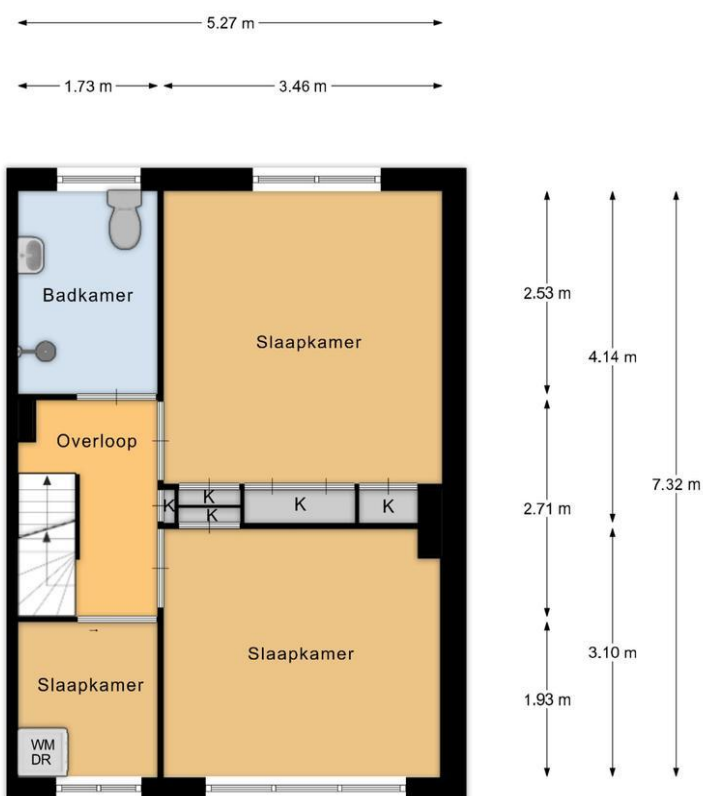 5.27 m
1.73 m
3.46 m
Badkamer
2.53 m
Slaapkamer
4.14 m
Overloop
7.32 m
K
K
K
K
K
2.71 m
Slaapkamer
3.10 m
Slaapkamer
1.93 m
WM
DR